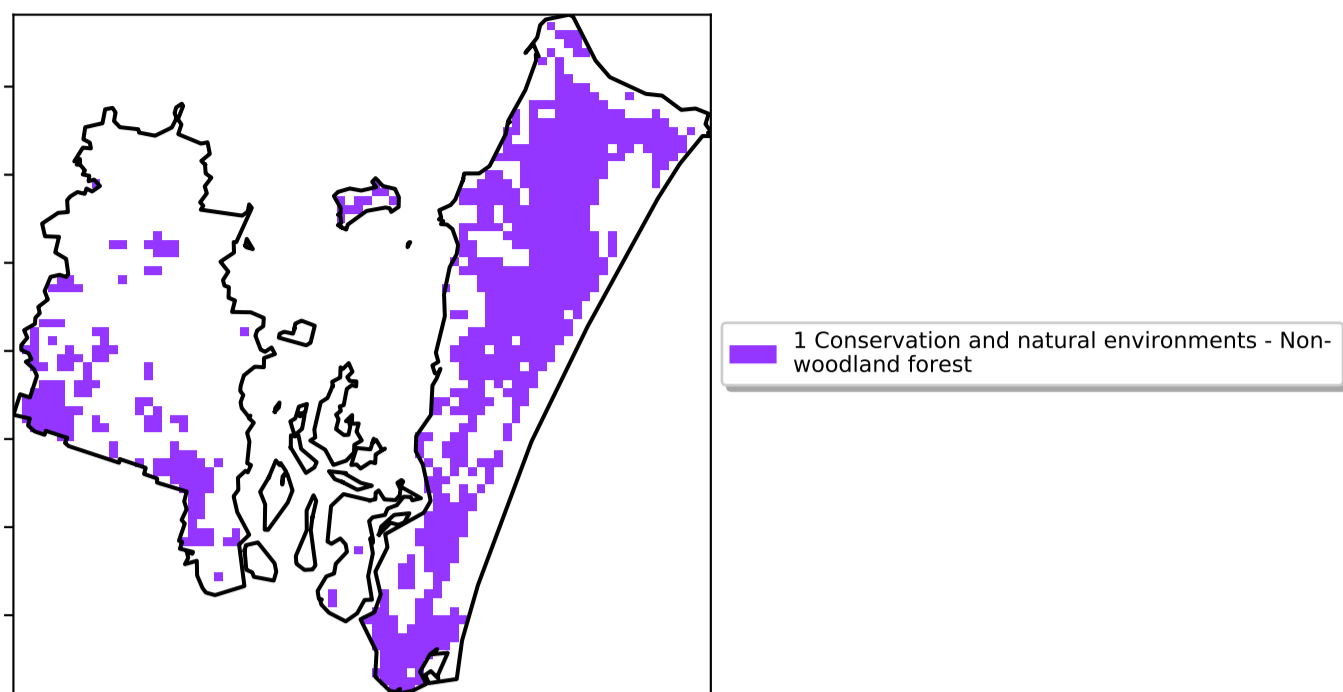 1 Conservation and natural environments - Non-
woodland forest